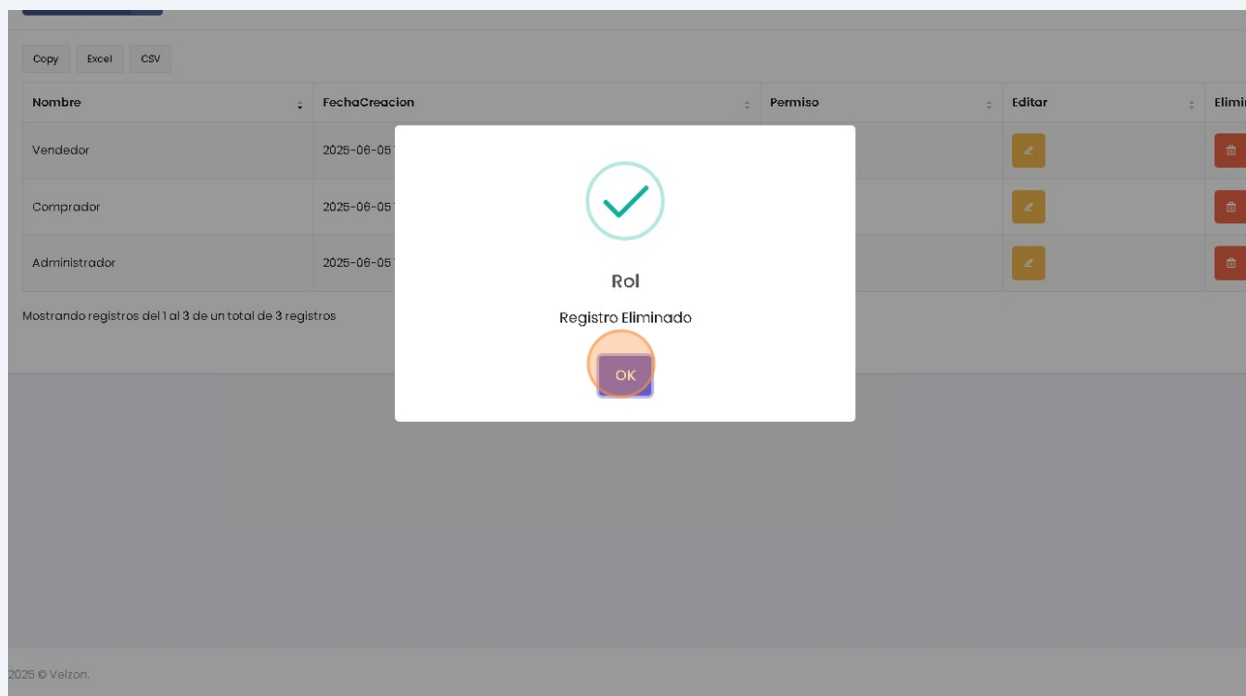 Copy Excel CSV
Nombre FechaCreacion Permiso Editar
Vendedor 2025-06-05
Comprador 2025-06-05
Administrador 2025-06-05
Mostrando registros del 1 al 3 de un total de 3 registros
Rol
Registro Eliminado
OK
2025 © Velzon.